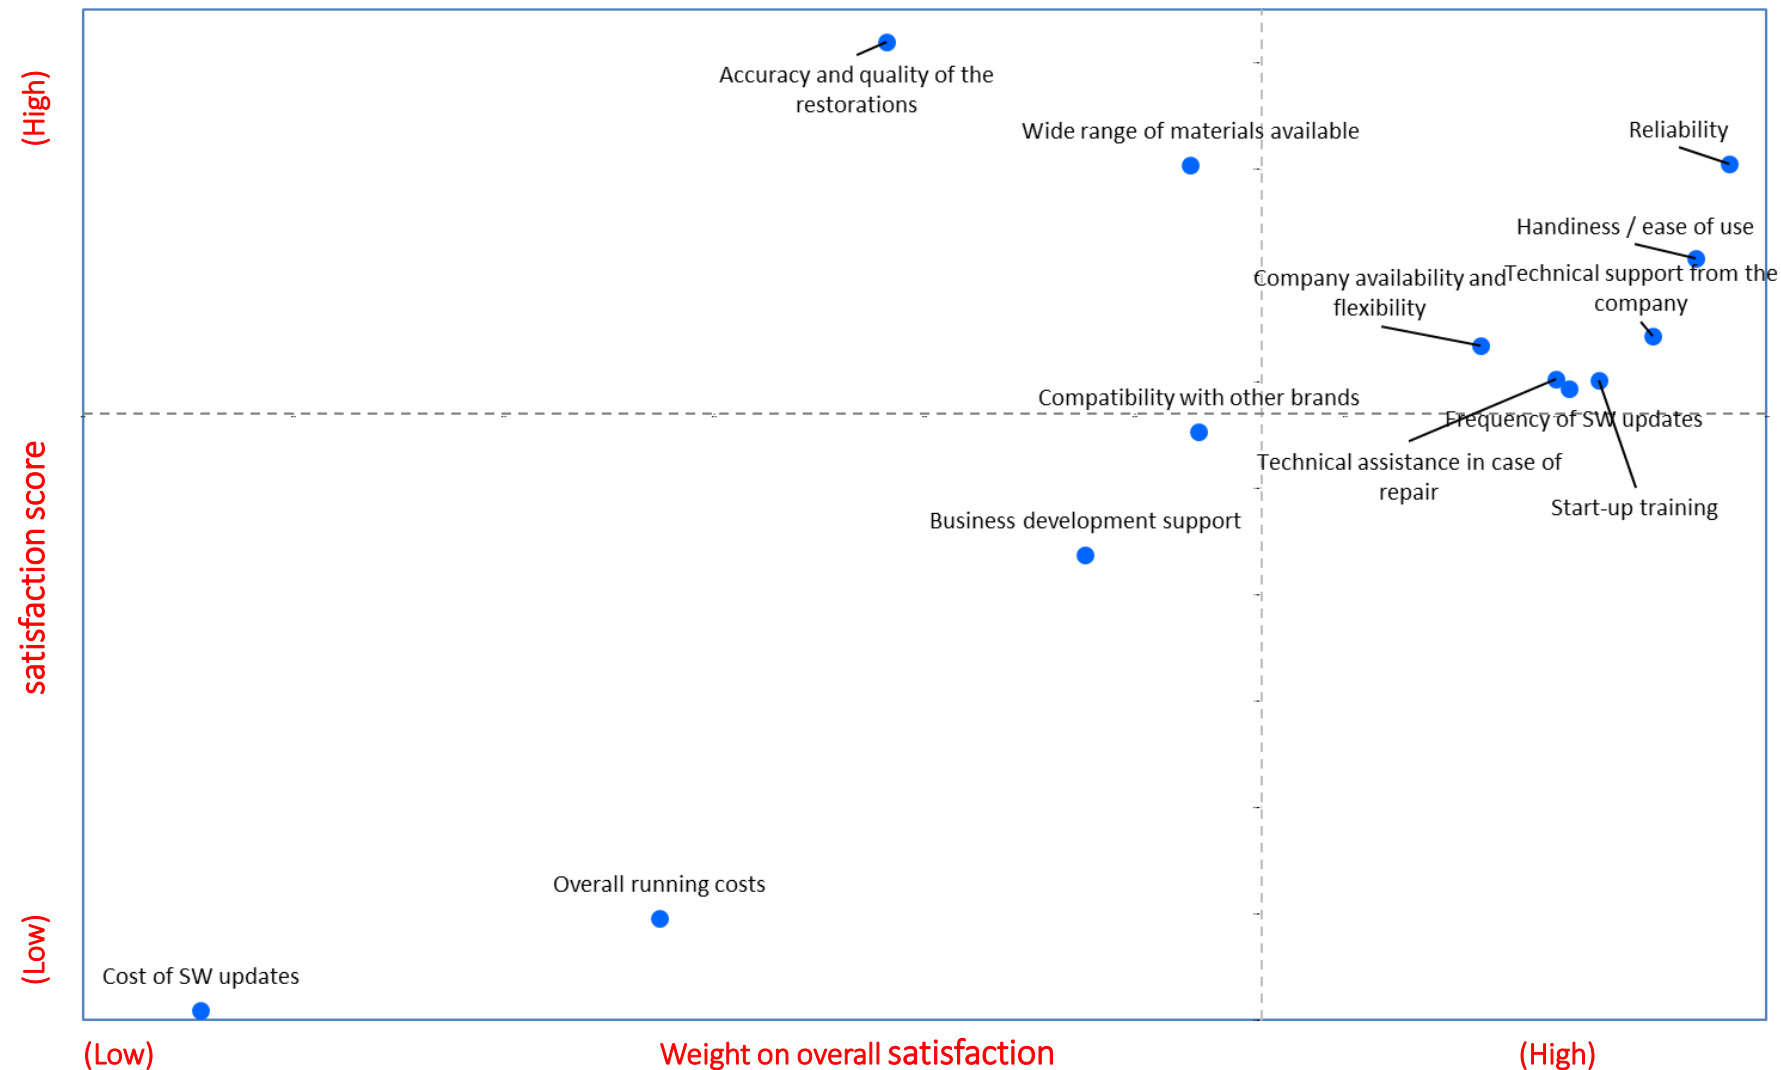 (High)
satisfaction score
(Low)
Accuracy and quality of the
restorations
Wide range of materials available
Reliability
Handiness / ease of use
Company availability and
flexibility
Technical support from the
company
Compatibility with other brands
Frequency of SW updates
Technical assistance in case of
repair
Start-up training
Business development support
Overall running costs
Cost of SW updates
(Low)
Weight on overall satisfaction
(High)